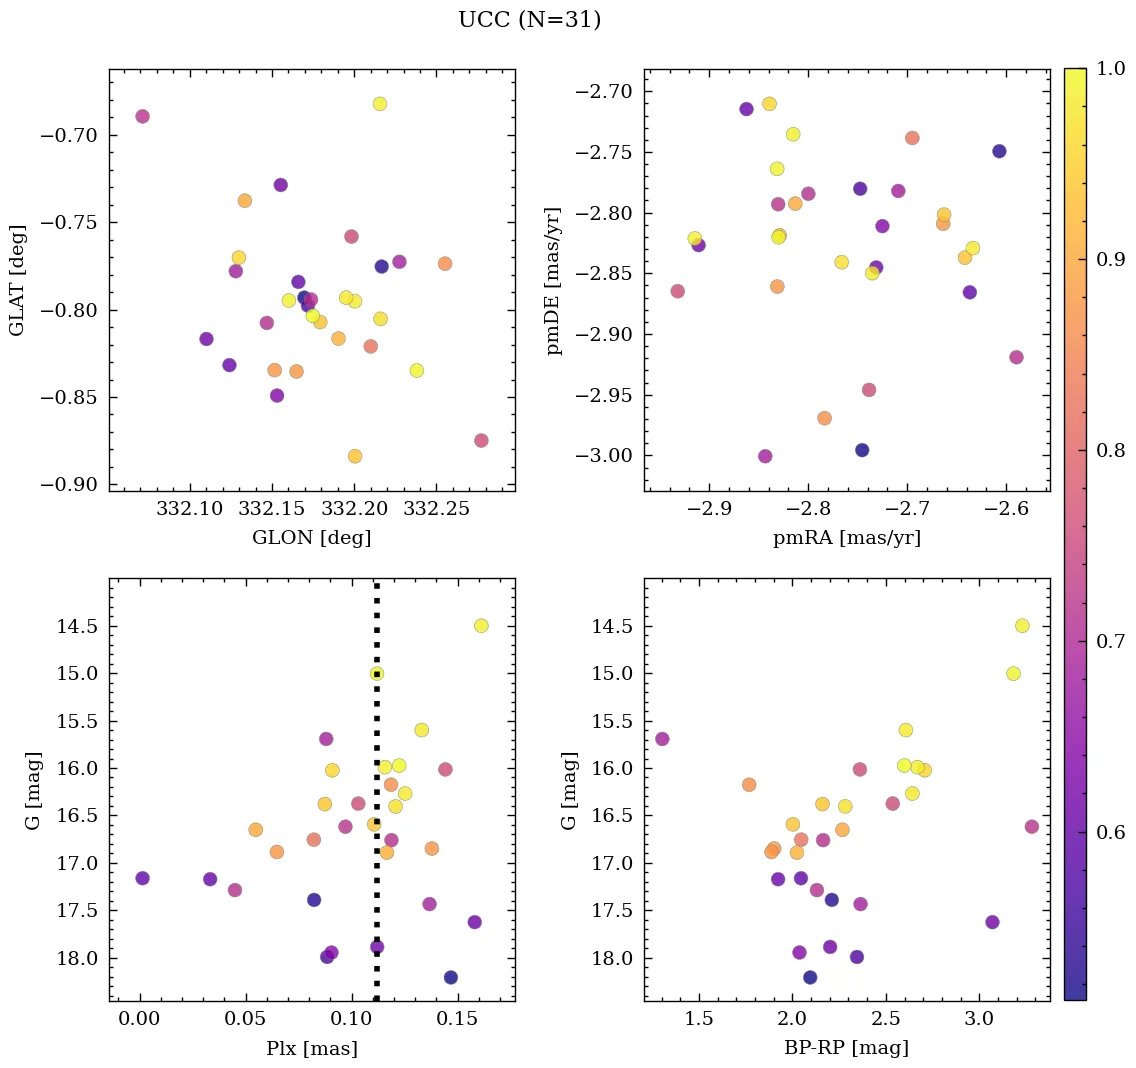 UCC (N=31)
−0.70
−0.75
−0.80
−0.85
−0.90
GLAT [deg]
332.10 332.15 332.20 332.25
GLON [deg]
−2.70
−2.75
−2.80
−2.85
−2.90
−2.95
−3.00
pmDE [mas/yr]
−2.9 −2.8 −2.7 −2.6
pmRA [mas/yr]
1.0
0.9
0.8
0.7
0.6
14.5
15.0
15.5
16.0
16.5
17.0
17.5
18.0
G [mag]
0.00 0.05 0.10 0.15
Plx [mas]
14.5
15.0
15.5
16.0
16.5
17.0
17.5
18.0
G [mag]
1.5 2.0 2.5 3.0
BP-RP [mag]